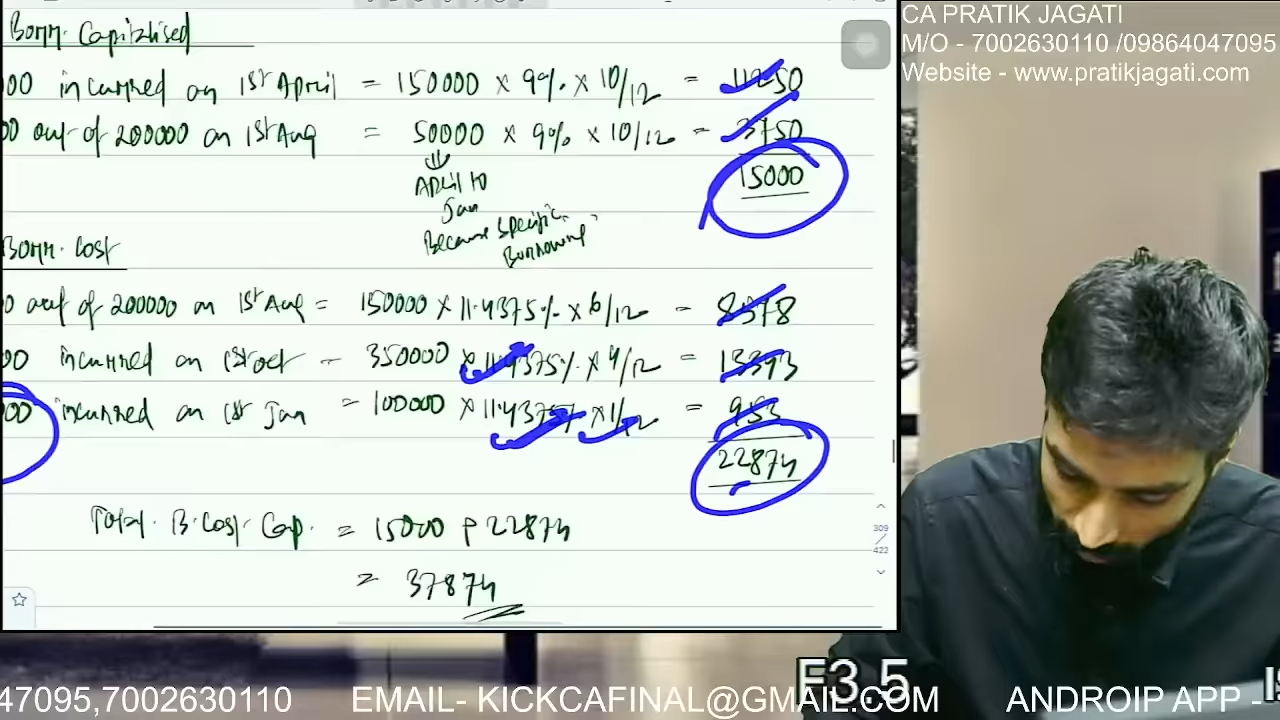 Borr. Capitalised
00 incurred on 1st April = 150000 × 9% × 10/12 = 11250
0 out of 200000 on 1st Aug = 50000 × 9% × 10/12 = 3750
15000
April to
Jan
Because specific
Borrowing
Borr. Cost
0 out of 200000 on 1st Aug = 150000 × 11.4375% × 6/12 = 8578
00 incurred on 1st oct = 350000 × 11.4375% × 4/12 = 13343
00 incurred on 1st Jan = 100000 × 11.4375% × 1/12 = 953
22874
Total B. Cost Cap. = 15000 + 22874
= 37874
309
422
CA PRATIK JAGATI
M/O - 7002630110 /09864047095
Website - www.pratikjagati.com
F3.5
47095,7002630110 EMAIL- KICKCAFINAL@GMAIL.COM ANDROIP APP -